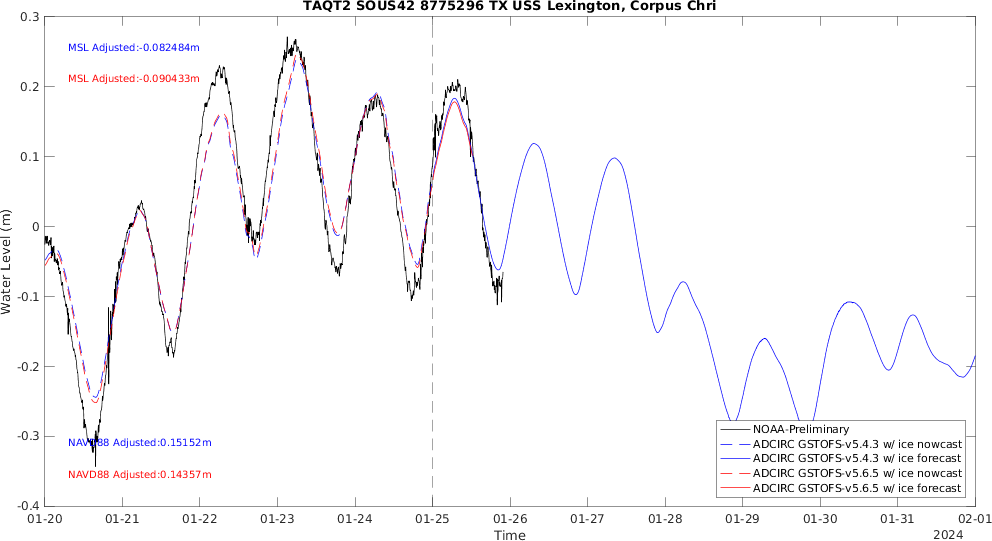 TAQT2 SOUS42 8775296 TX USS Lexington, Corpus Chri
0.3
0.2
0.1
0
-0.1
-0.2
-0.3
-0.4
Water Level (m)
MSL Adjusted:-0.082484m
MSL Adjusted:-0.090433m
NAVD88 Adjusted:0.15152m
NAVD88 Adjusted:0.14357m
NOAA-Preliminary
ADCIRC GSTOFS-v5.4.3 w/ ice nowcast
ADCIRC GSTOFS-v5.4.3 w/ ice forecast
ADCIRC GSTOFS-v5.6.5 w/ ice nowcast
ADCIRC GSTOFS-v5.6.5 w/ ice forecast
01-20 01-21 01-22 01-23 01-24 01-25 01-26 01-27 01-28 01-29 01-30 01-31 02-01
Time
2024